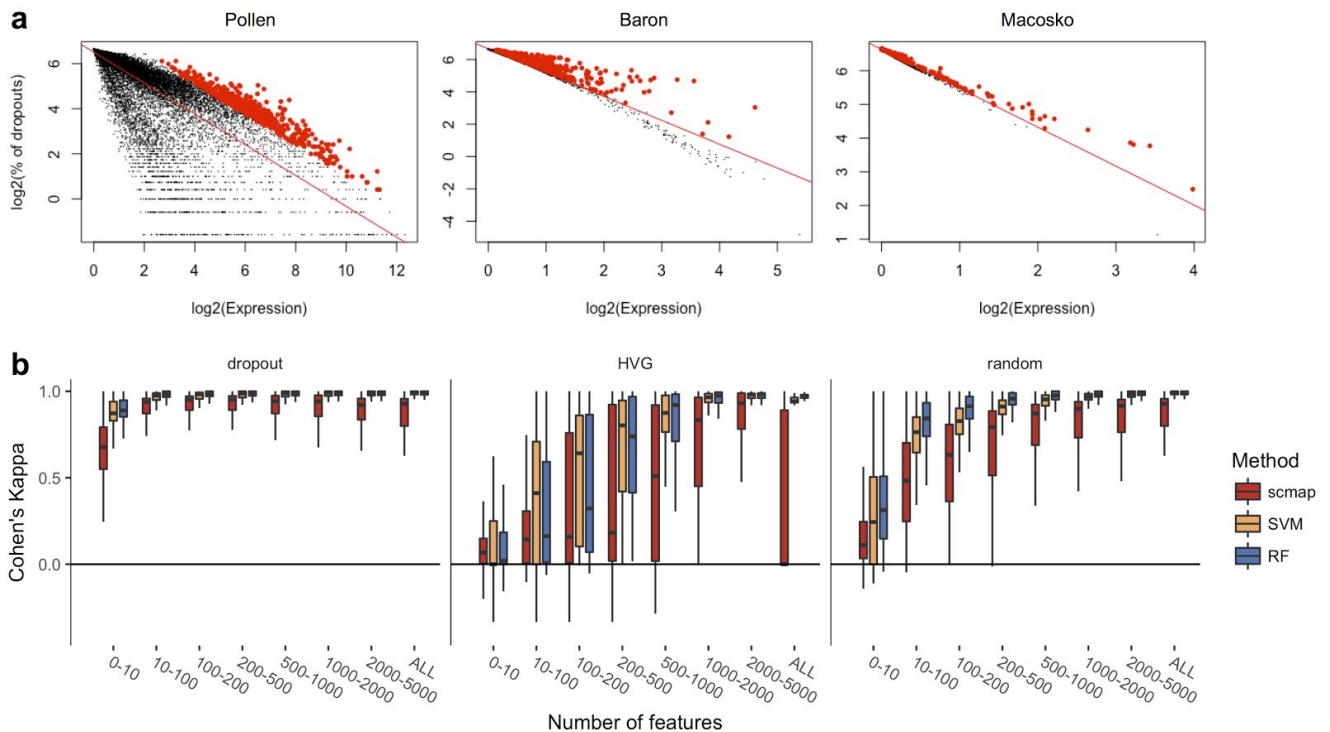 a
Pollen
Baron
Macosko
log2(% of dropouts)
6
4
2
0
0 2 4 6 8 10 12
log2(Expression)
6
4
2
0
-2
-4
0 1 2 3 4 5
log2(Expression)
6
5
4
3
2
1
0 1 2 3 4
log2(Expression)
b
dropout
HVG
random
Cohen's Kappa
1.0
0.5
0.0
0-10 10-100 100-200 200-500 500-1000 1000-2000 2000-5000 ALL
0-10 10-100 100-200 200-500 500-1000 1000-2000 2000-5000 ALL
0-10 10-100 100-200 200-500 500-1000 1000-2000 2000-5000 ALL
Number of features
Method
scmap
SVM
RF